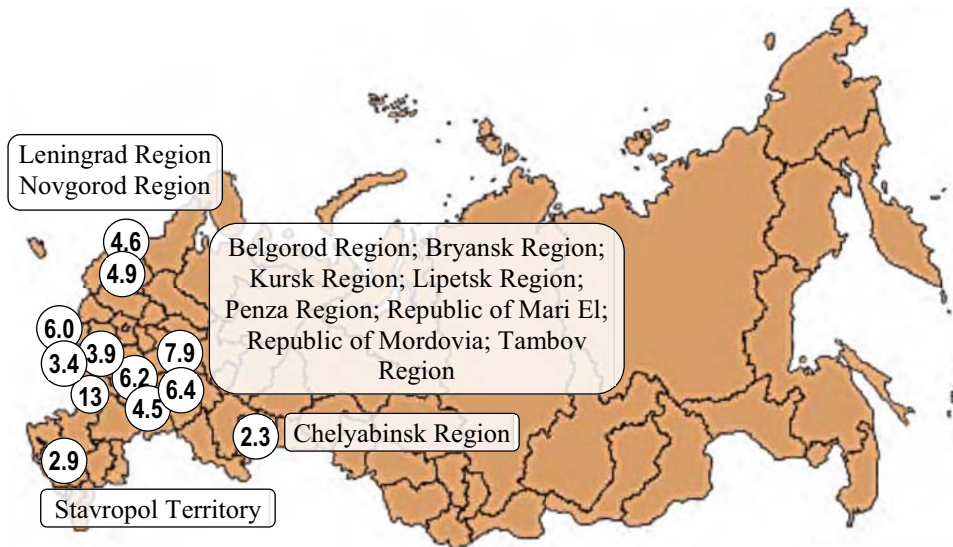 Leningrad Region
Novgorod Region
4.6
4.9
Belgorod Region; Bryansk Region;
Kursk Region; Lipetsk Region;
Penza Region; Republic of Mari El;
Republic of Mordovia; Tambov
Region
6.0
3.4
3.9
7.9
6.2
6.4
13
4.5
2.3
Chelyabinsk Region
2.9
Stavropol Territory